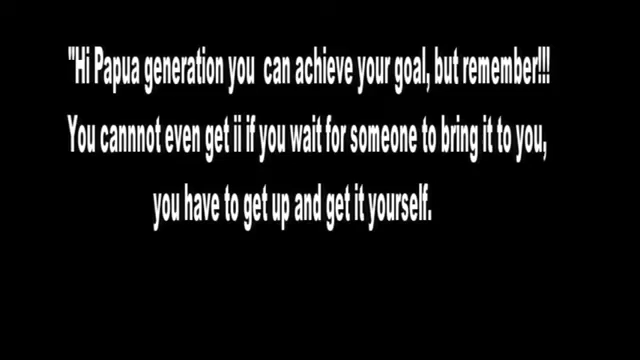 "Hi Papua generation you  can achieve your goal, but remember!!!
You cannnot even get ii if you wait for someone to bring it to you,
you have to get up and get it yourself.